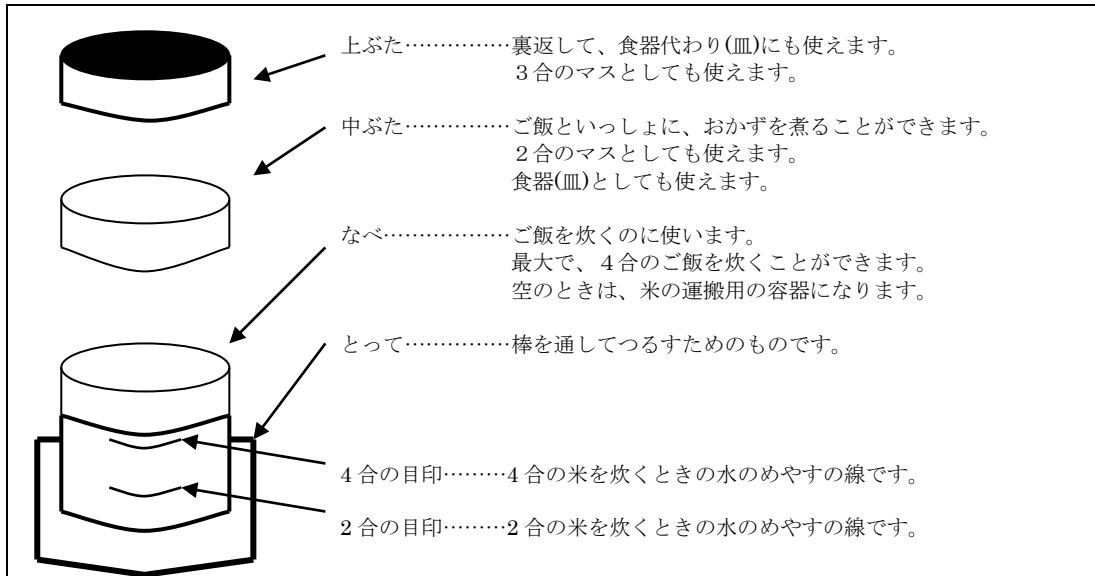 上ぶた……………裏返して、食器代わり(皿)にも使えます。
３合のマスとしても使えます。
中ぶた……………ご飯といっしょに、おかずを煮ることができます。
２合のマスとしても使えます。
食器(皿)としても使えます。
なべ………………ご飯を炊くのに使います。
最大で、４合のご飯を炊くことができます。
空のときは、米の運搬用の容器になります。
とって……………棒を通してつるすためのものです。
4 合の目印………4 合の米を炊くときの水のめやすの線です。
2 合の目印………2 合の米を炊くときの水のめやすの線です。